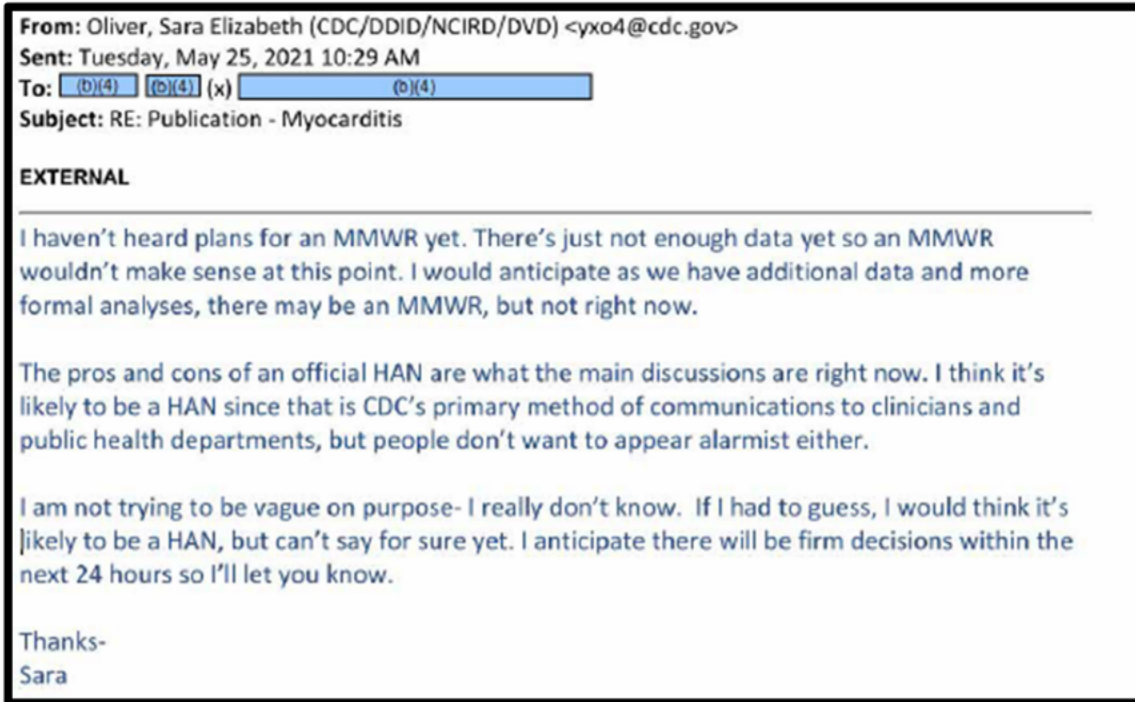 From: Oliver, Sara Elizabeth (CDC/DDID/NCIRD/DVD) <yxo4@cdc.gov>
Sent: Tuesday, May 25, 2021 10:29 AM
To: (b)(4) (b)(4) (x) (b)(4)
Subject: RE: Publication - Myocarditis
EXTERNAL
I haven't heard plans for an MMWR yet. There's just not enough data yet so an MMWR
wouldn't make sense at this point. I would anticipate as we have additional data and more
formal analyses, there may be an MMWR, but not right now.
The pros and cons of an official HAN are what the main discussions are right now. I think it's
likely to be a HAN since that is CDC's primary method of communications to clinicians and
public health departments, but people don't want to appear alarmist either.
I am not trying to be vague on purpose- I really don't know. If I had to guess, I would think it's
likely to be a HAN, but can't say for sure yet. I anticipate there will be firm decisions within the
next 24 hours so I'll let you know.
Thanks-
Sara